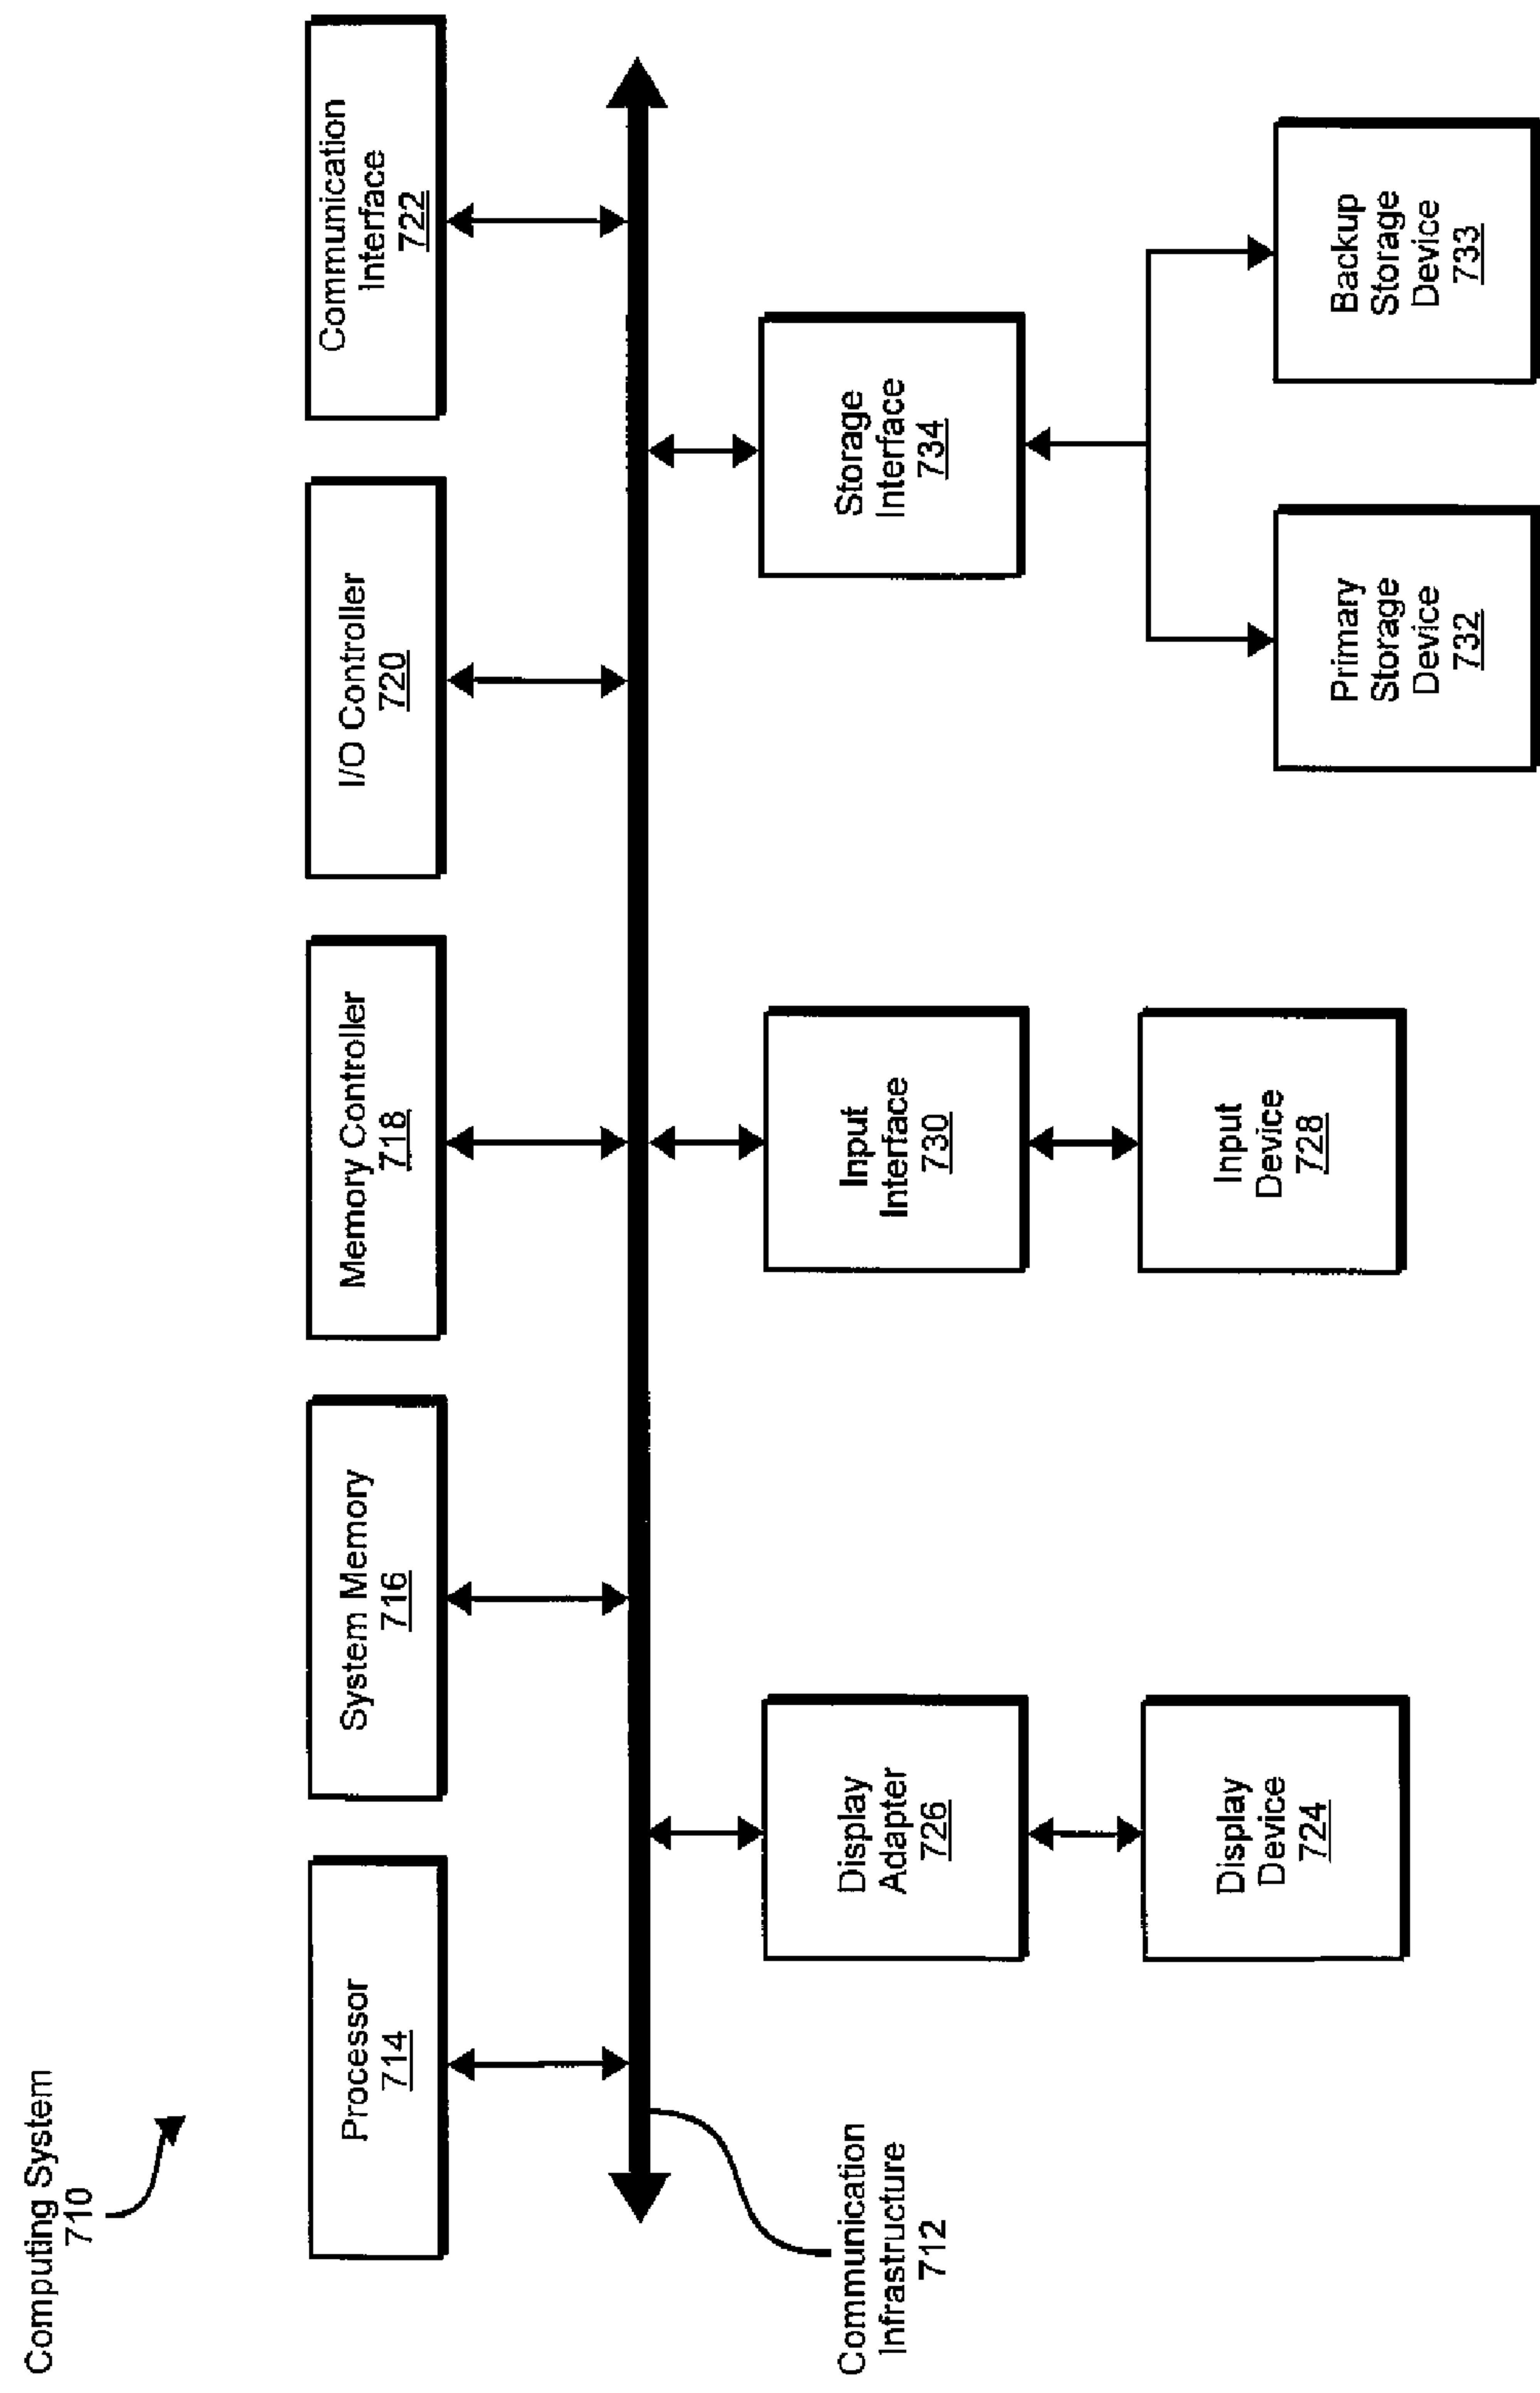 Computing System
710
Processor
714
System Memory
716
Memory Controller
718
I/O Controller
720
Communication
Interface
722
Communication
Infrastructure
712
Display
Adapter
726
Input
Interface
730
Storage
Interface
734
Display
Device
724
Input
Device
728
Primary
Storage
Device
732
Backup
Storage
Device
733